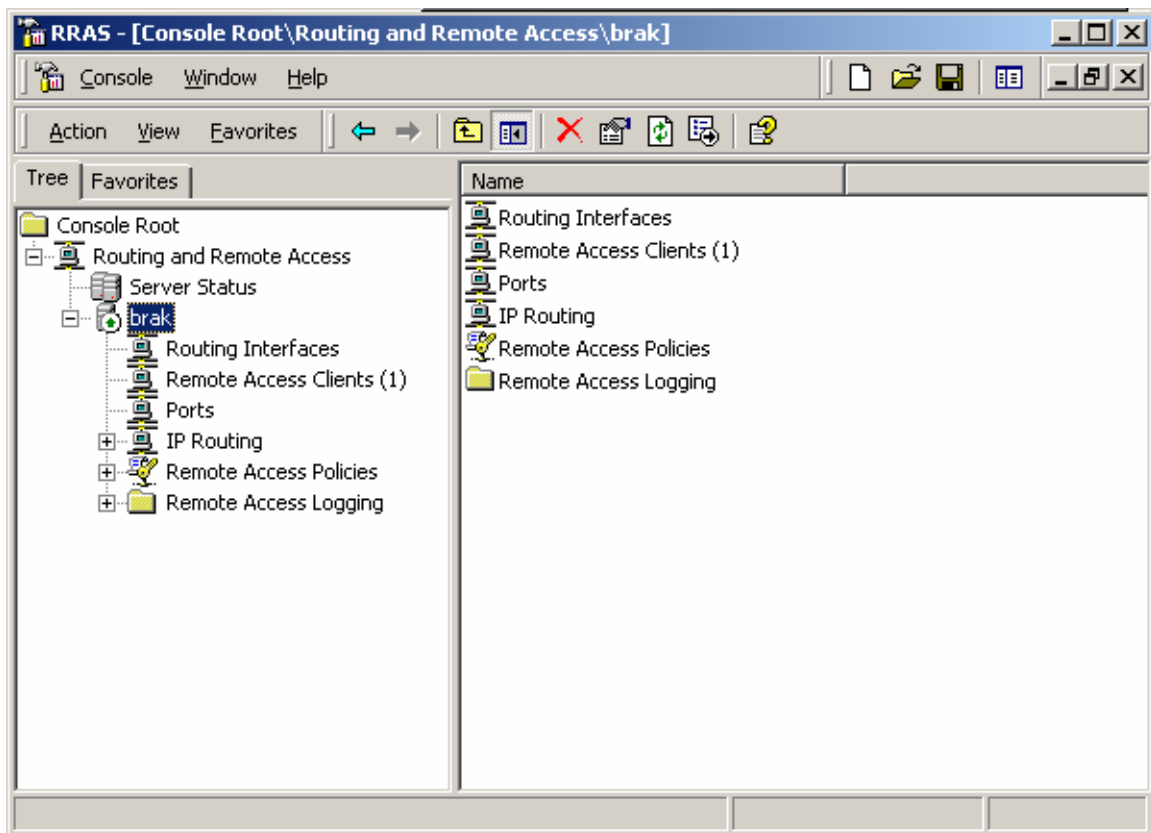 RRAS - [Console Root\Routing and Remote Access\brak]
Console Window Help
Action View Favorites
Tree Favorites
Console Root
Routing and Remote Access
Server Status
brak
Routing Interfaces
Remote Access Clients (1)
Ports
IP Routing
Remote Access Policies
Remote Access Logging
Name
Routing Interfaces
Remote Access Clients (1)
Ports
IP Routing
Remote Access Policies
Remote Access Logging